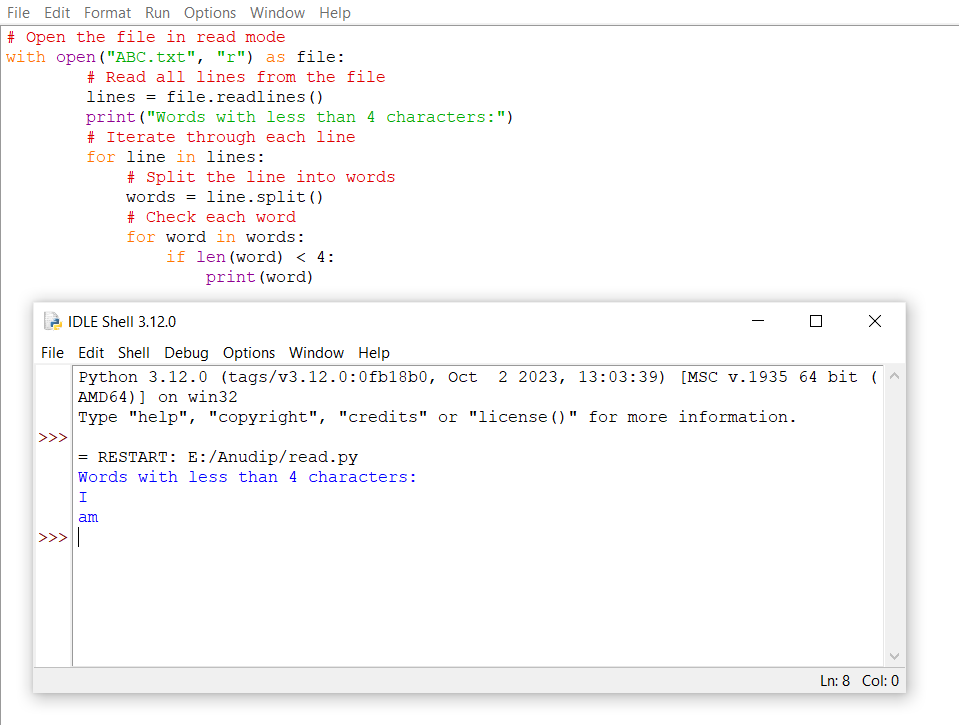 File Edit Format Run Options Window Help
# Open the file in read mode
with open("ABC.txt", "r") as file:
        # Read all lines from the file
        lines = file.readlines()
        print("Words with less than 4 characters:")
        # Iterate through each line
        for line in lines:
            # Split the line into words
            words = line.split()
            # Check each word
            for word in words:
                if len(word) < 4:
                    print(word)
IDLE Shell 3.12.0
File Edit Shell Debug Options Window Help
Python 3.12.0 (tags/v3.12.0:0fb18b0, Oct  2 2023, 13:03:39) [MSC v.1935 64 bit (
AMD64)] on win32
Type "help", "copyright", "credits" or "license()" for more information.
>>>
= RESTART: E:/Anudip/read.py
Words with less than 4 characters:
I
am
>>>
Ln: 8 Col: 0